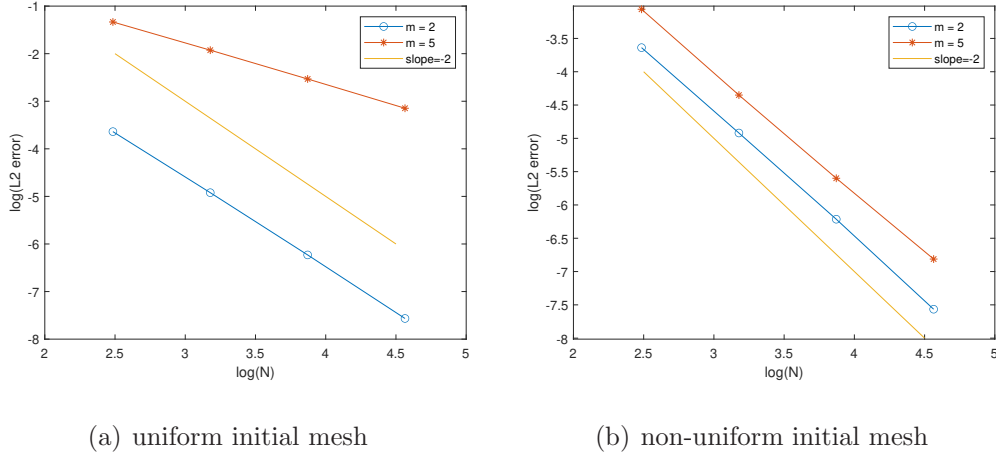 -1
-2
-3
-4
-5
-6
-7
-8
2 2.5 3 3.5 4 4.5 5
log(N)
log(L2 error)
m = 2
m = 5
slope=-2
(a) uniform initial mesh
-3.5
-4
-4.5
-5
-5.5
-6
-6.5
-7
-7.5
-8
2 2.5 3 3.5 4 4.5 5
log(N)
log(L2 error)
m = 2
m = 5
slope=-2
(b) non-uniform initial mesh